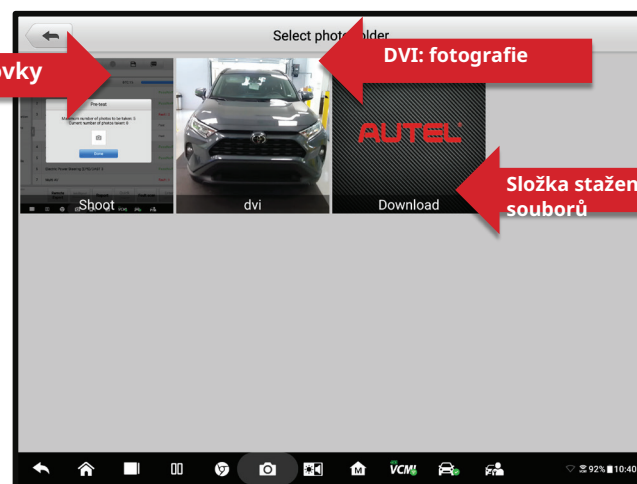 Select photo folder
ovky
DVI: fotografie
Pre-test
Done
AUTEL
Složka stažen
souborů
Shoot
dvi
Download
VCMI
92%
10:40